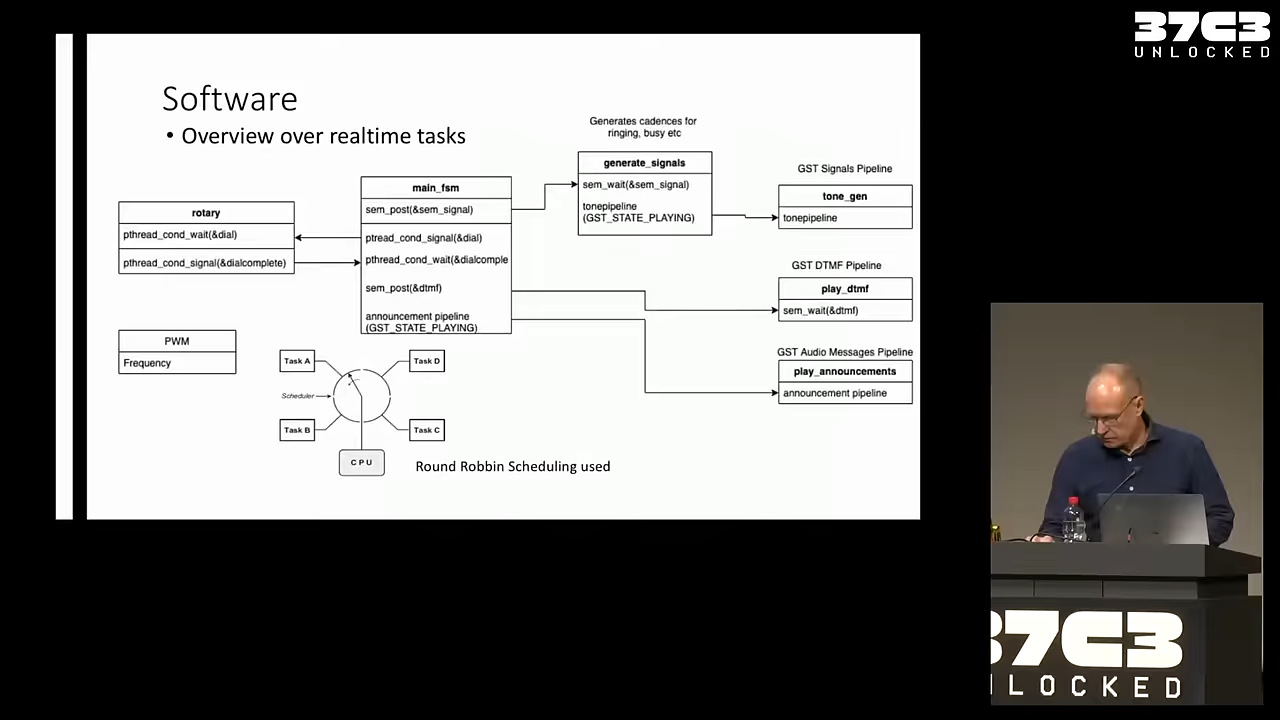 37C3
UNLOCKED
Software
• Overview over realtime tasks
Generates cadences for
ringing, busy etc
generate_signals
sem_wait(&sem_signal)
tonepipeline
(GST_STATE_PLAYING)
GST Signals Pipeline
tone_gen
tonepipeline
main_fsm
sem_post(&sem_signal)
ptread_cond_signal(&dial)
pthread_cond_wait(&dialcomple
sem_post(&dtmf)
announcement pipeline
(GST_STATE_PLAYING)
rotary
pthread_cond_wait(&dial)
pthread_cond_signal(&dialcomplete)
GST DTMF Pipeline
play_dtmf
sem_wait(&dtmf)
PWM
Frequency
GST Audio Messages Pipeline
play_announcements
announcement pipeline
Task A
Task D
Scheduler
Task B
Task C
CPU
Round Robbin Scheduling used
37C3
NLOCKED